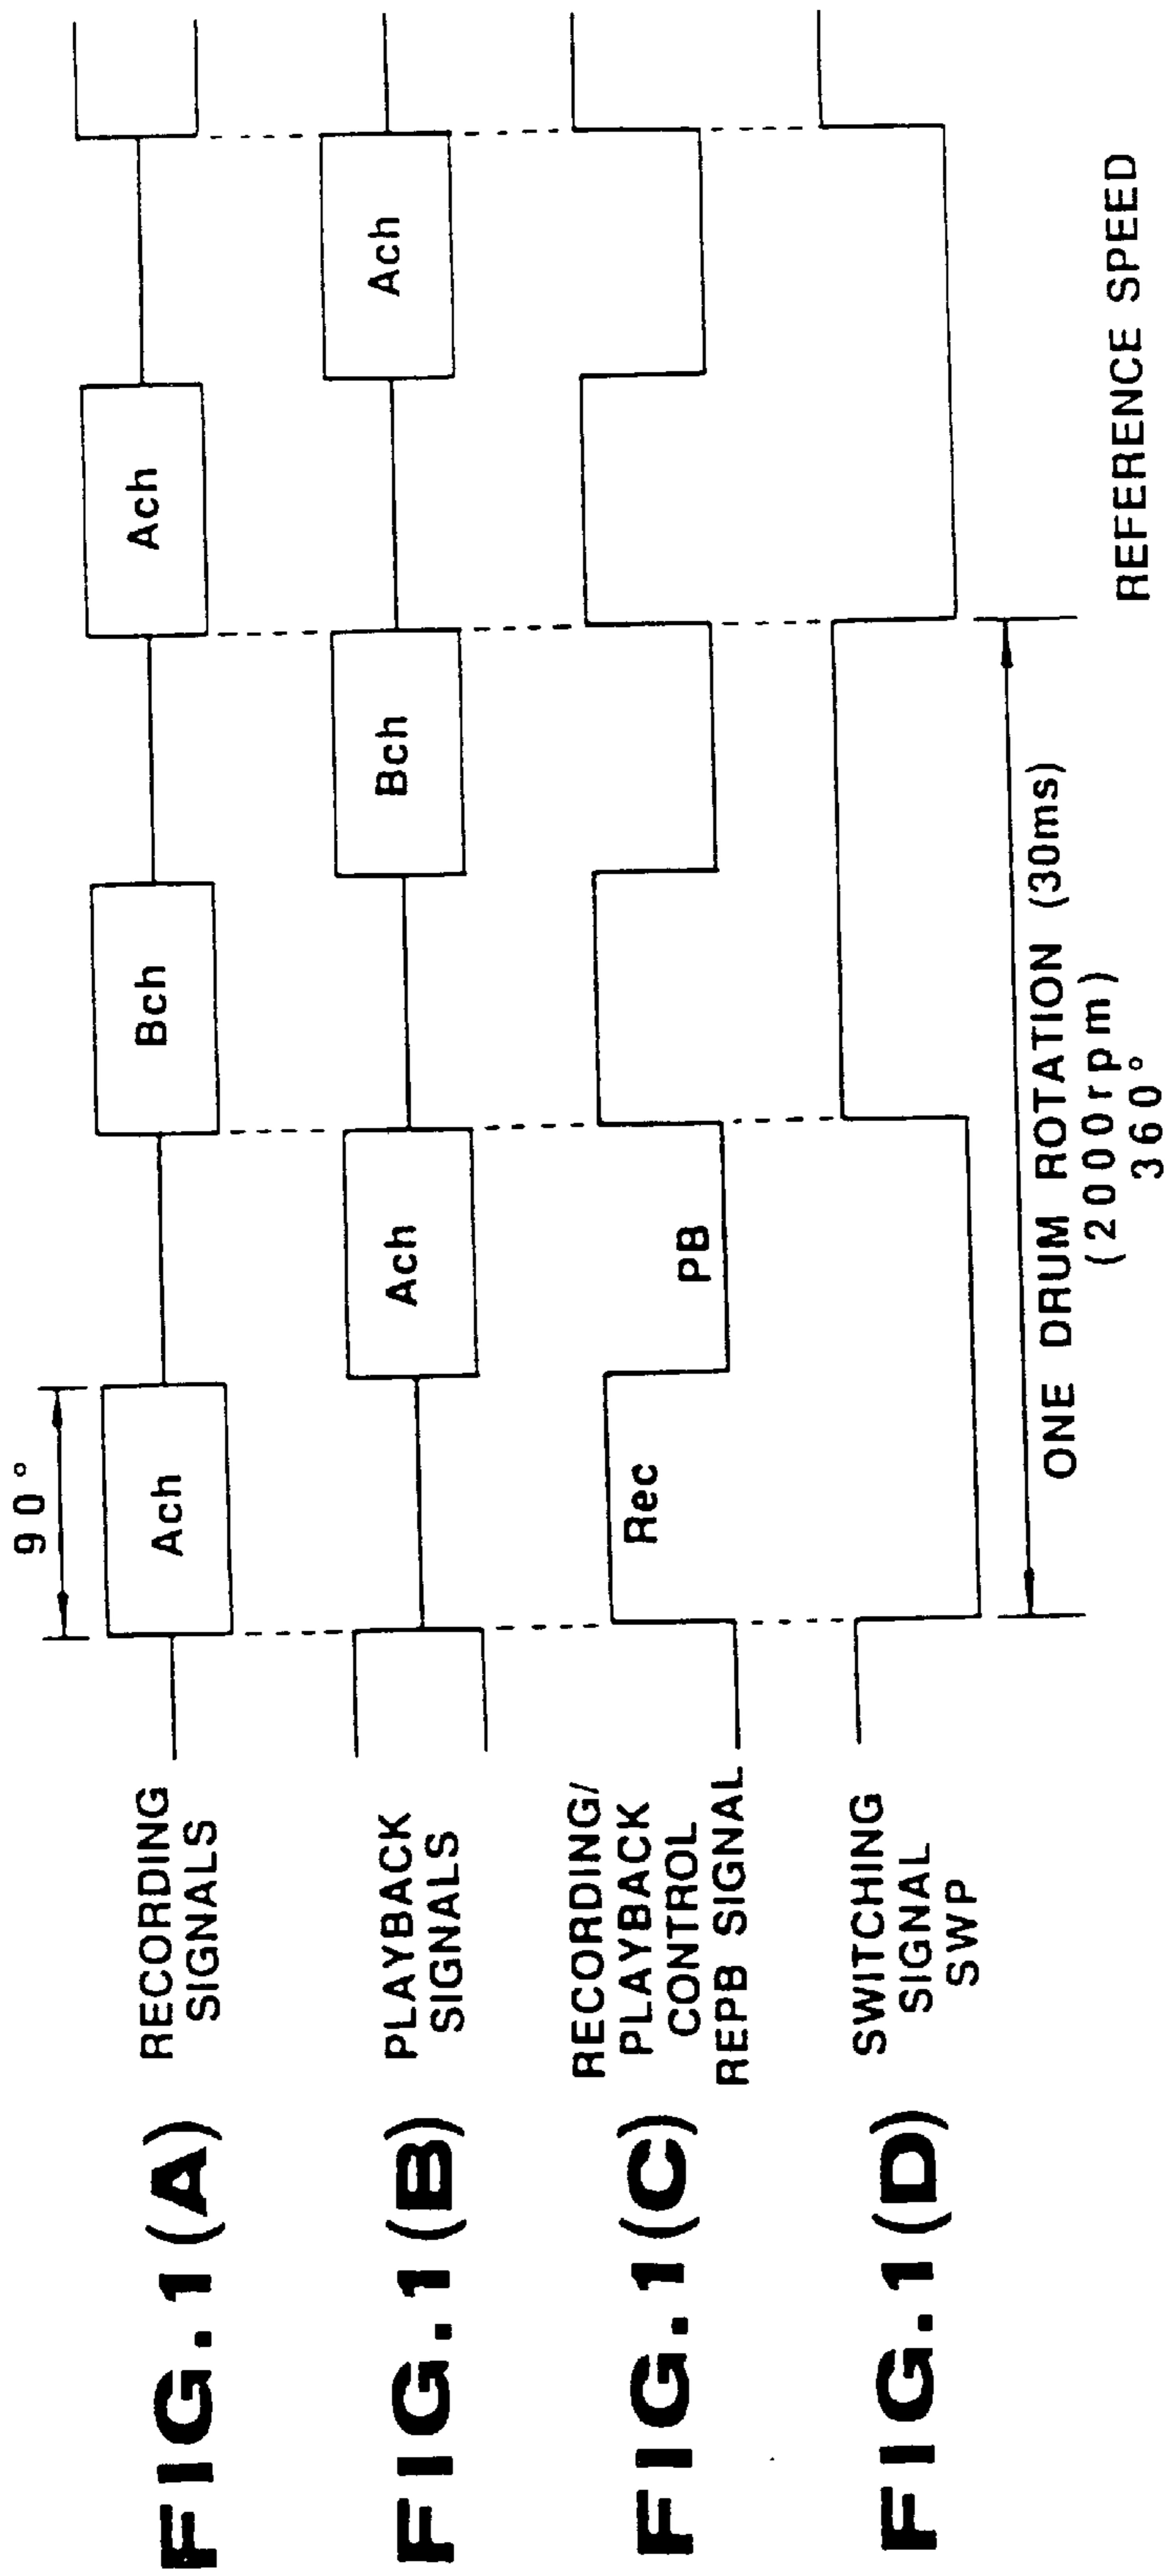 FIG.1(A)
RECORDING
SIGNALS
90°
Ach
Bch
Ach
FIG.1(B)
PLAYBACK
SIGNALS
Ach
Bch
Ach
FIG.1(C)
RECORDING/
PLAYBACK
CONTROL
REPB SIGNAL
Rec
PB
FIG.1(D)
SWITCHING
SIGNAL
SWP
ONE DRUM ROTATION (30ms)
(2000rpm)
360°
REFERENCE SPEED